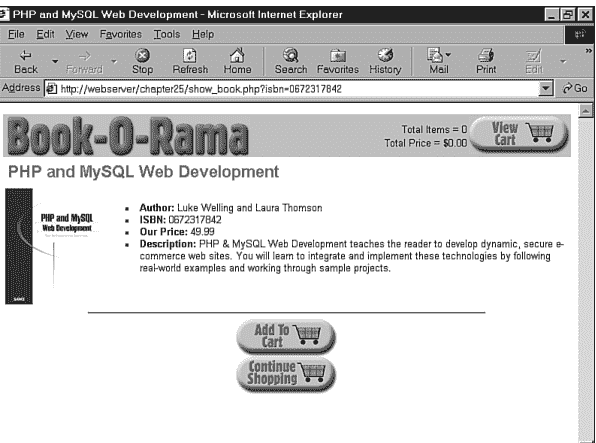 PHP and MySQL Web Development - Microsoft Internet Explorer
File Edit View Favorites Tools Help
Back Forward Stop Refresh Home Search Favorites History Mail Print Edit
Address http://webserver/chapter25/show_book.php?isbn=0672317842 Go
Book-O-Rama
Total Items = 0
Total Price = $0.00
View
Cart
PHP and MySQL Web Development
PHP and MySQL
Web Development
SAMS
Author: Luke Welling and Laura Thomson
ISBN: 0672317842
Our Price: 49.99
Description: PHP & MySQL Web Development teaches the reader to develop dynamic, secure e-
commerce web sites. You will learn to integrate and implement these technologies by following
real-world examples and working through sample projects.
Add To
Cart
Continue
Shopping